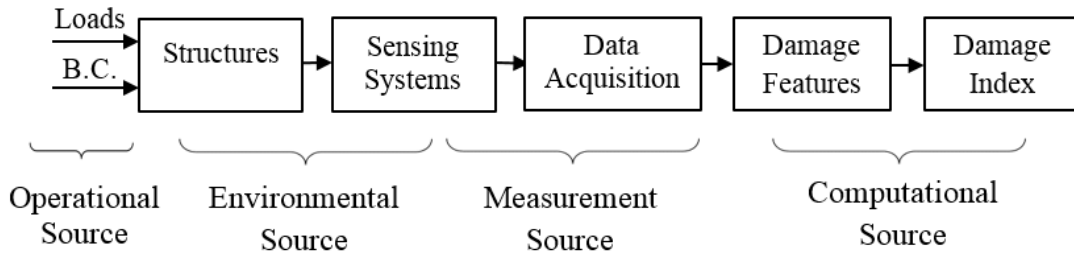 Loads
B.C.
Structures
Sensing
Systems
Data
Acquisition
Damage
Features
Damage
Index
Operational
Source
Environmental
Source
Measurement
Source
Computational
Source